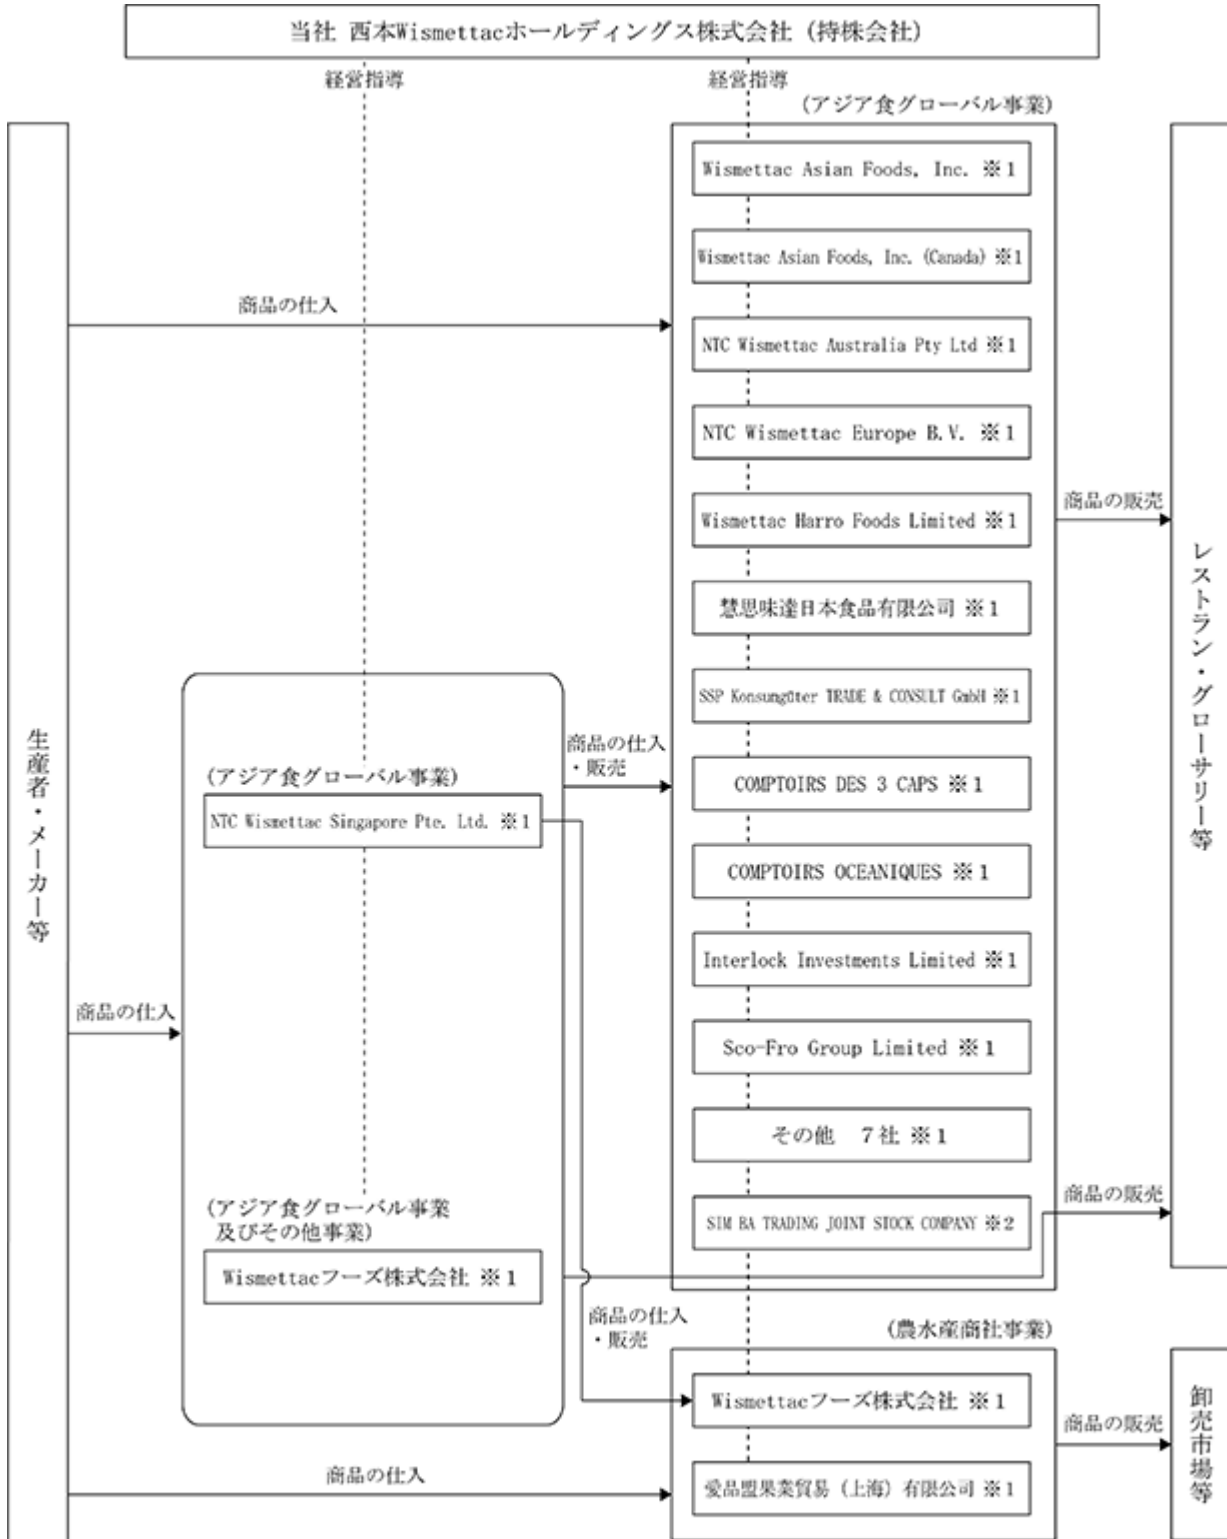 当社 西本Wismettacホールディングス株式会社 (持株会社)
経営指導
経営指導
(アジア食グローバル事業)
Wismettac Asian Foods, Inc. ※1
Wismettac Asian Foods, Inc. (Canada) ※1
商品の仕入
NTC Wismettac Australia Pty Ltd ※1
NTC Wismettac Europe B.V. ※1
商品の販売
Wismettac Harro Foods Limited ※1
慧思味達日本食品有限公司 ※1
レストラン・グローサリー等
SSP Konsungüter TRADE & CONSULT GmbH ※1
生産者・メーカー等
商品の仕入
・販売
(アジア食グローバル事業)
NTC Wismettac Singapore Pte. Ltd. ※1
COMPTOIRS DES 3 CAPS ※1
COMPTOIRS OCEANIQUES ※1
Interlock Investments Limited ※1
商品の仕入
Sco-Fro Group Limited ※1
その他 7社 ※1
商品の販売
(アジア食グローバル事業
及びその他事業)
SIM BA TRADING JOINT STOCK COMPANY ※2
Wismettacフーズ株式会社 ※1
商品の仕入
・販売
(農水産商社事業)
Wismettacフーズ株式会社 ※1
商品の販売
卸売市場等
商品の仕入
愛品盟果業貿易 (上海) 有限公司 ※1